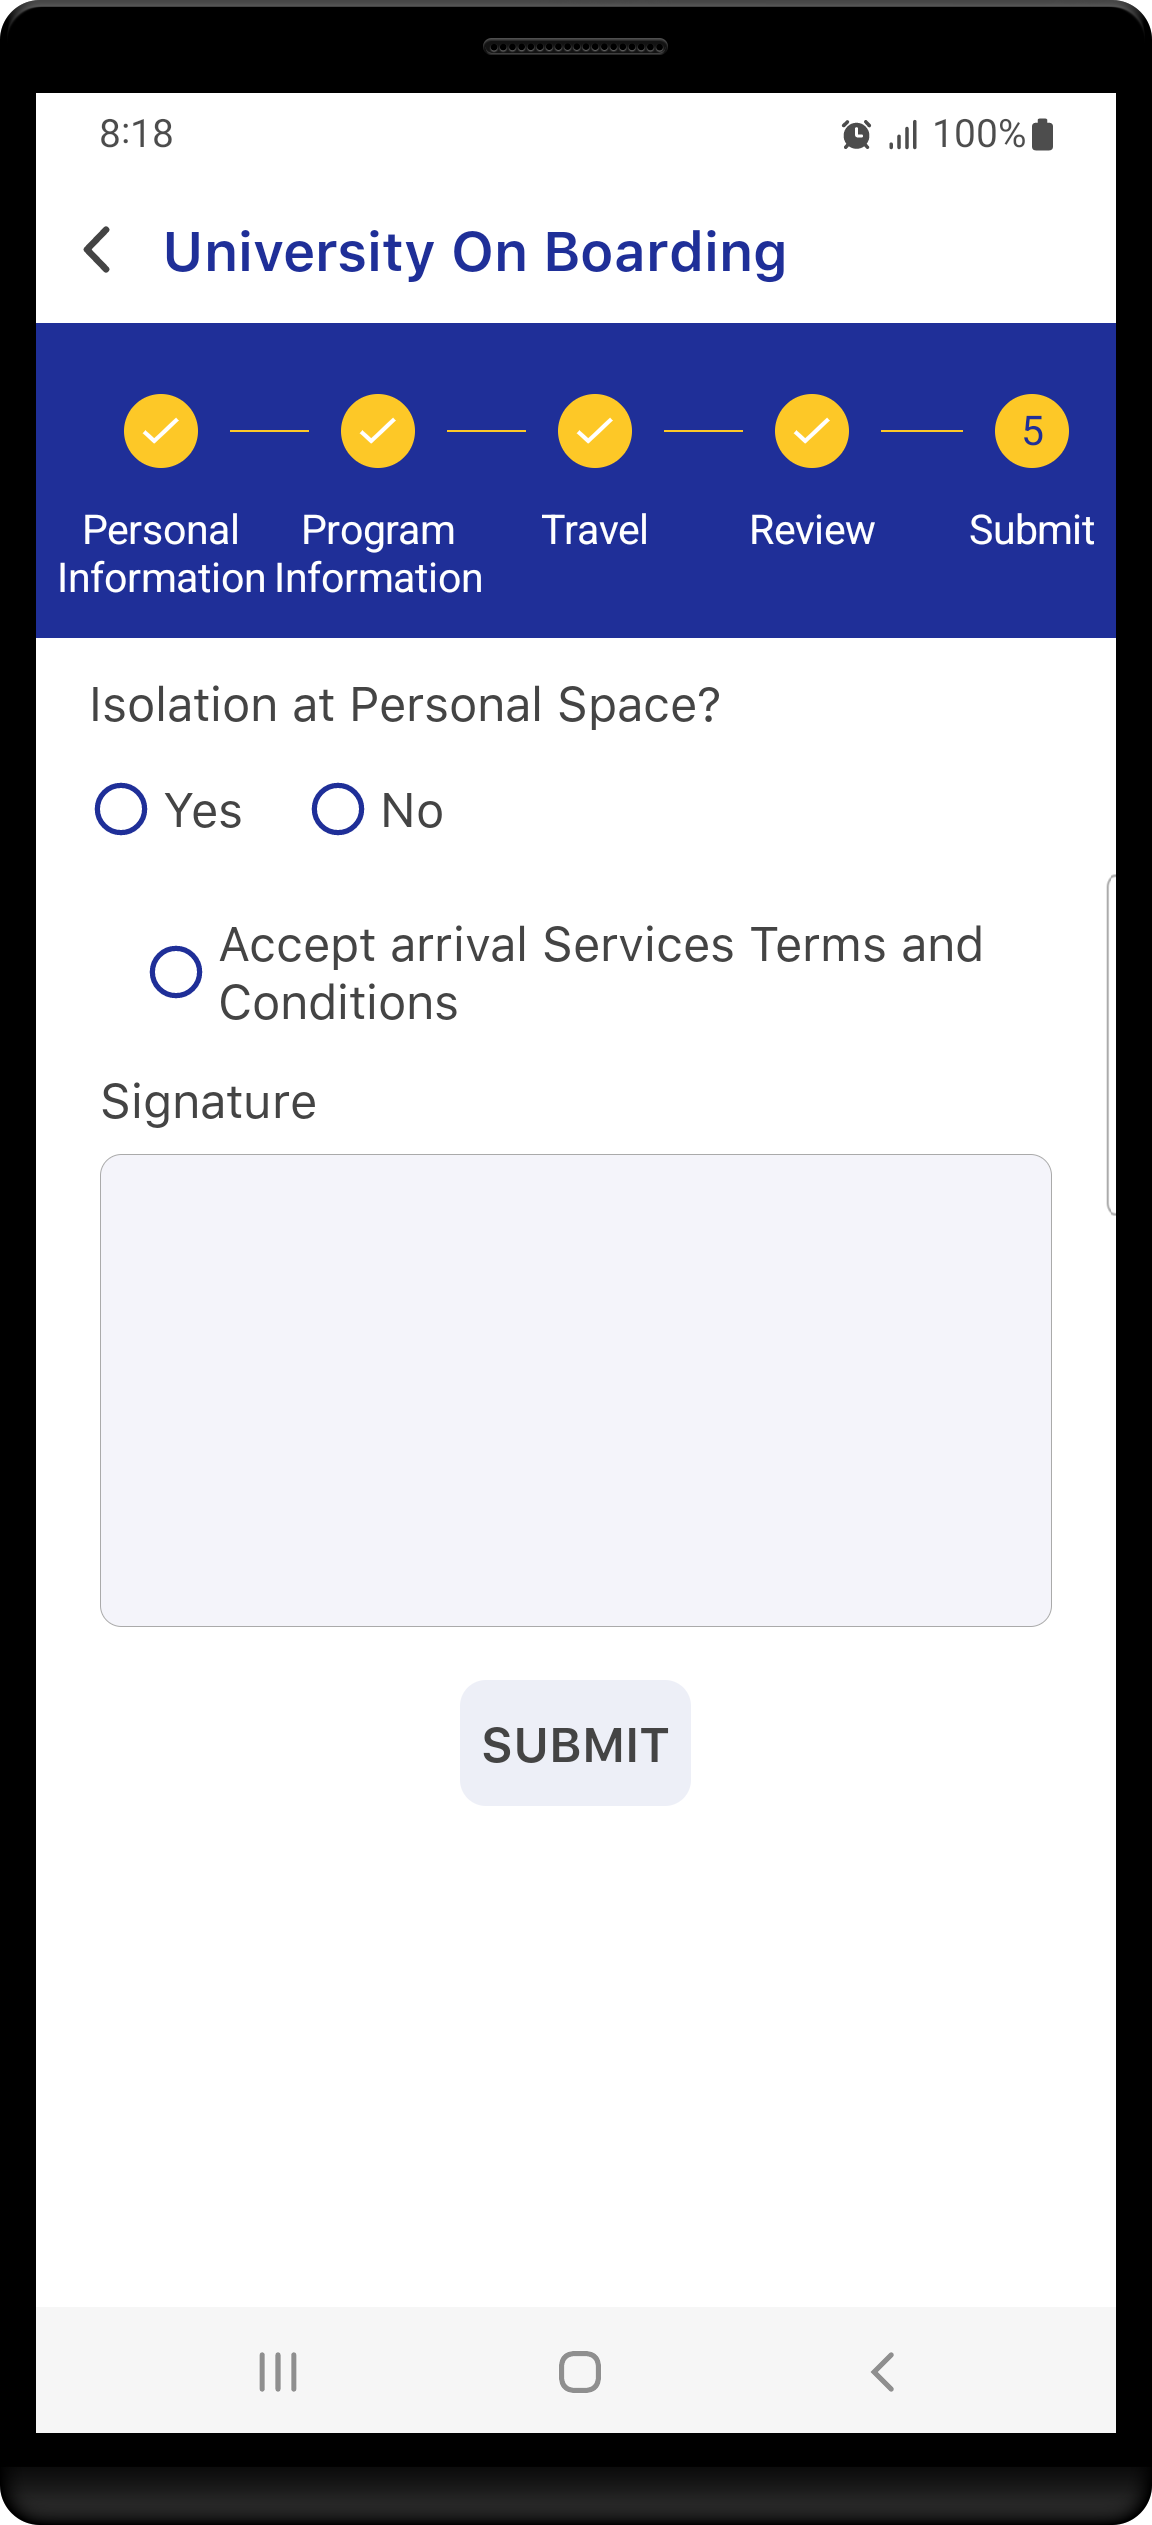 8:18
100%
University On Boarding
5
Personal Information
Program Information
Travel
Review
Submit
Isolation at Personal Space?
Yes
No
Accept arrival Services Terms and
Conditions
Signature
SUBMIT